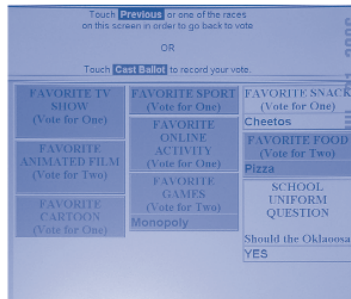 Touch Previous or one of the races
on this screen in order to go back to vote
OR
Touch Cast Ballot to record your vote.
FAVORITE TV
SHOW
(Vote for One)
FAVORITE
ANIMATED FILM
(Vote for Two)
FAVORITE
CARTOON
(Vote for One)
FAVORITE SPORT
(Vote for One)
FAVORITE
ONLINE
ACTIVITY
(Vote for One)
FAVORITE
GAMES
(Vote for Two)
Monopoly
FAVORITE SNACK
(Vote for One)
Cheetos
FAVORITE FOOD
(Vote for Two)
Pizza
SCHOOL
UNIFORM
QUESTION
Should the Oklaoosa
YES